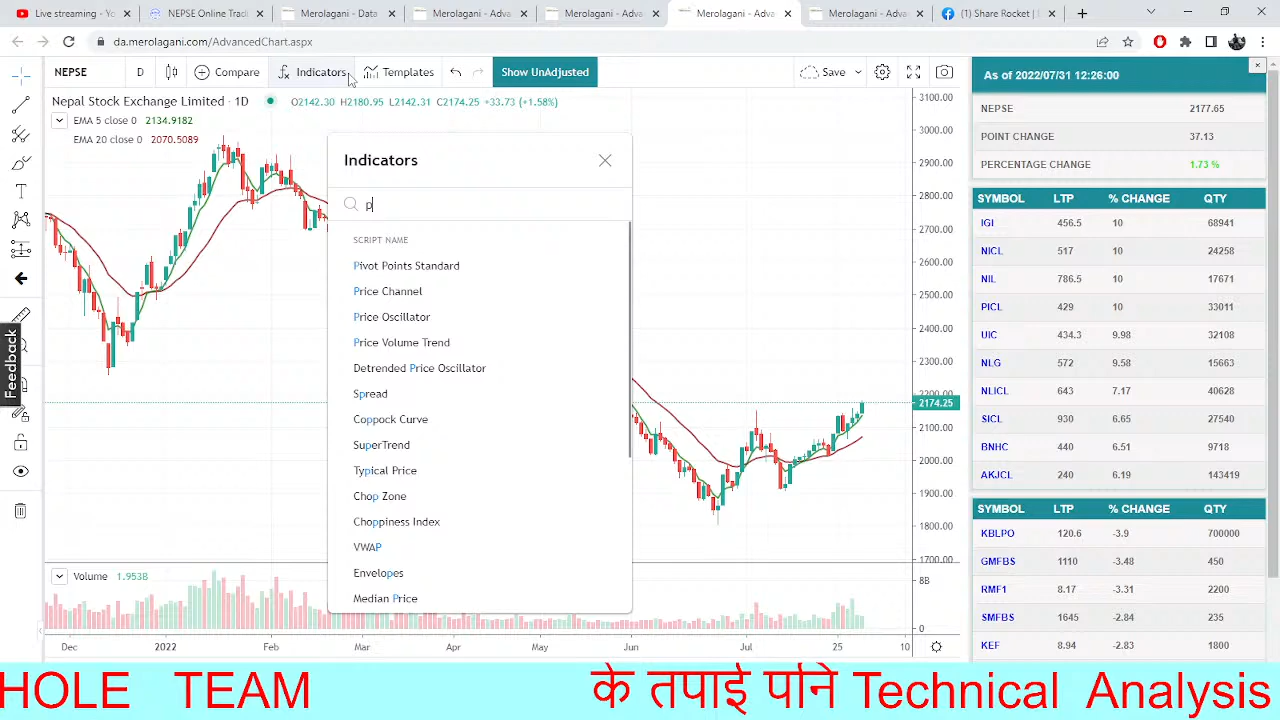 Live streaming - Yo
NEPSE Online Tradi
Merolagani - Data
Merolagani - Adva
Merolagani - Adva
Merolagani - Adva
Merolagani - Adva
(1) Share Rocket | L
da.merolagani.com/AdvancedChart.aspx
NEPSE D Compare Indicators Templates Show UnAdjusted Save
Nepal Stock Exchange Limited · 1D O2142.30 H2180.95 L2142.31 C2174.25 +33.73 (+1.58%)
EMA 5 close 0 2134.9182
EMA 20 close 0 2070.5089
Indicators
p
SCRIPT NAME
Pivot Points Standard
Price Channel
Price Oscillator
Price Volume Trend
Detrended Price Oscillator
Spread
Coppock Curve
SuperTrend
Typical Price
Chop Zone
Choppiness Index
VWAP
Envelopes
Median Price
Feedback
3100.00
3000.00
2900.00
2800.00
2700.00
2600.00
2500.00
2400.00
2300.00
2200.00
2174.25
2100.00
2000.00
1900.00
1800.00
1700.00
Volume 1.953B
8B
0
Dec 2022 Feb Mar Apr May Jun Jul 25 10
As of 2022/07/31 12:26:00
NEPSE 2177.65
POINT CHANGE 37.13
PERCENTAGE CHANGE 1.73 %
SYMBOL LTP % CHANGE QTY
IGI 456.5 10 68941
NICL 517 10 24258
NIL 786.5 10 17671
PICL 429 10 33011
UIC 434.3 9.98 32108
NLG 572 9.58 15663
NLICL 643 7.17 40628
SICL 930 6.65 27540
BNHC 440 6.51 9718
AKJCL 240 6.19 143419
SYMBOL LTP % CHANGE QTY
KBLPO 120.6 -3.9 700000
GMFBS 1110 -3.48 450
RMF1 8.17 -3.31 2200
SMFBS 1645 -2.84 235
KEF 8.94 -2.83 1800
HOLE TEAM के तपाई पनि Technical Analysis